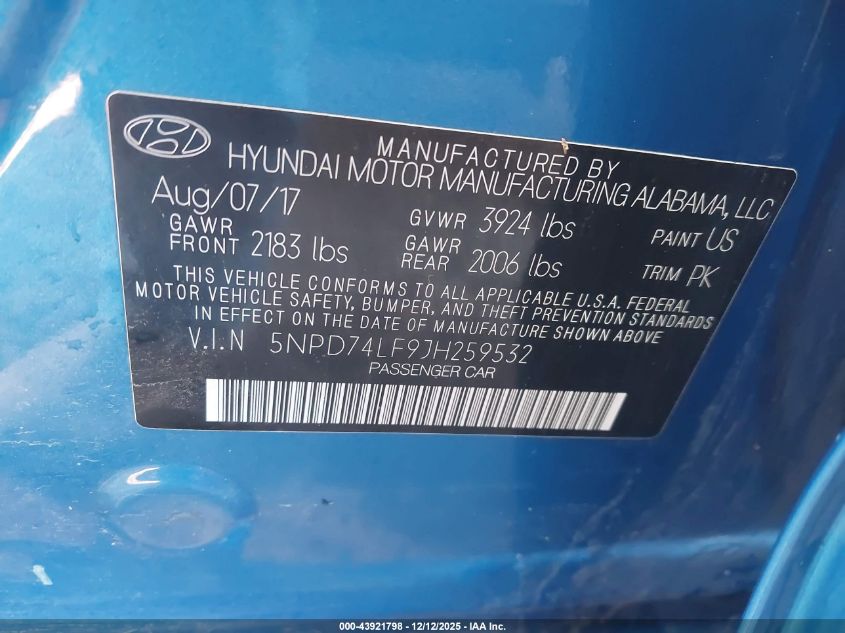 MANUFACTURED BY
HYUNDAI MOTOR MANUFACTURING ALABAMA, LLC
Aug/07/17 GVWR 3924 lbs PAINT US
GAWR FRONT 2183 lbs GAWR REAR 2006 lbs TRIM PK
THIS VEHICLE CONFORMS TO ALL APPLICABLE U.S.A. FEDERAL
MOTOR VEHICLE SAFETY, BUMPER, AND THEFT PREVENTION STANDARDS
IN EFFECT ON THE DATE OF MANUFACTURE SHOWN ABOVE
V.I.N 5NPD74LF9JH259532
PASSENGER CAR
000-43921798 - 12/12/2025 - IAA Inc.